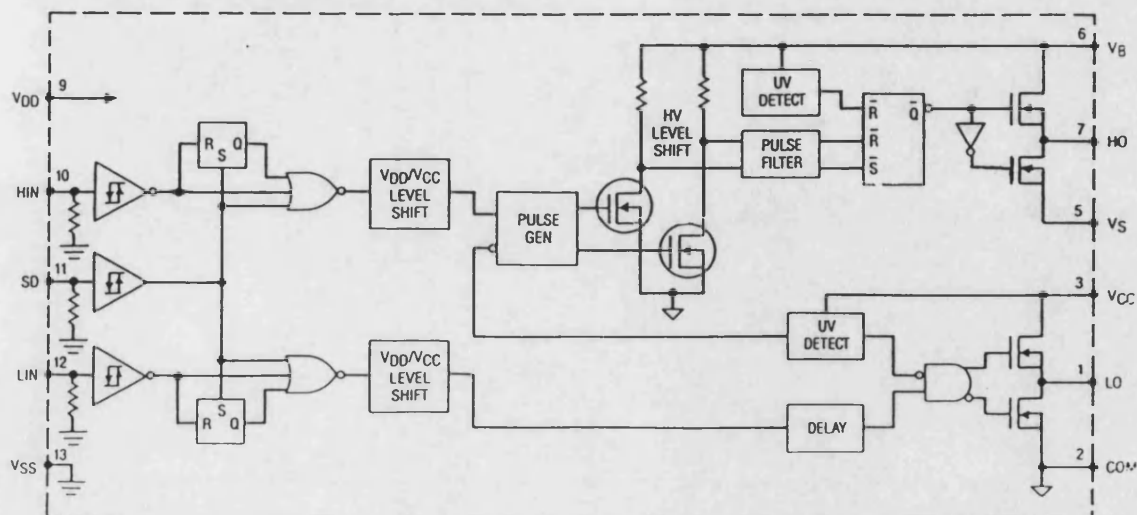 6
VB
9
VDD
UV
DETECT
R̅ Q̅
R̅
S̅
HV
LEVEL
SHIFT
PULSE
FILTER
7
HO
R Q
S
10
HIN
VDD/VCC
LEVEL
SHIFT
PULSE
GEN
5
VS
11
SD
3
VCC
UV
DETECT
12
LIN
VDD/VCC
LEVEL
SHIFT
1
LO
S
R Q
DELAY
13
VSS
2
COM